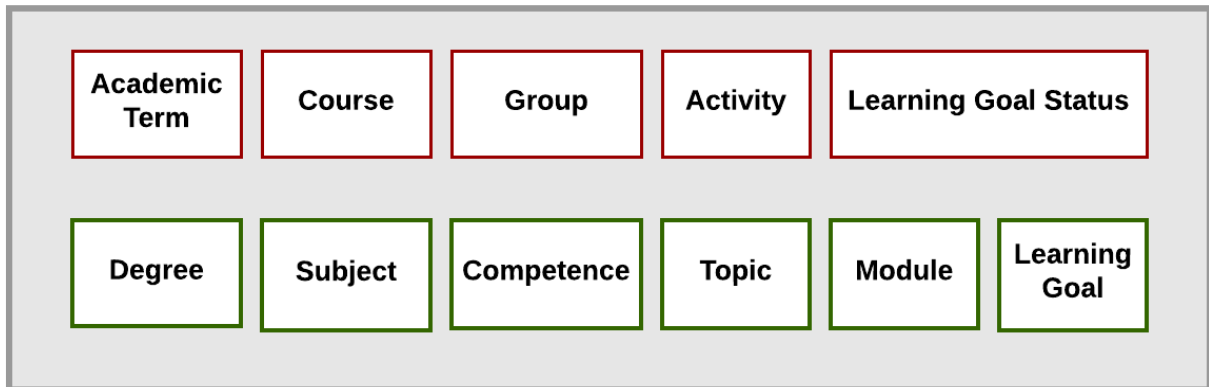 Academic
Term
Course
Group
Activity
Learning Goal Status
Degree
Subject
Competence
Topic
Module
Learning
Goal